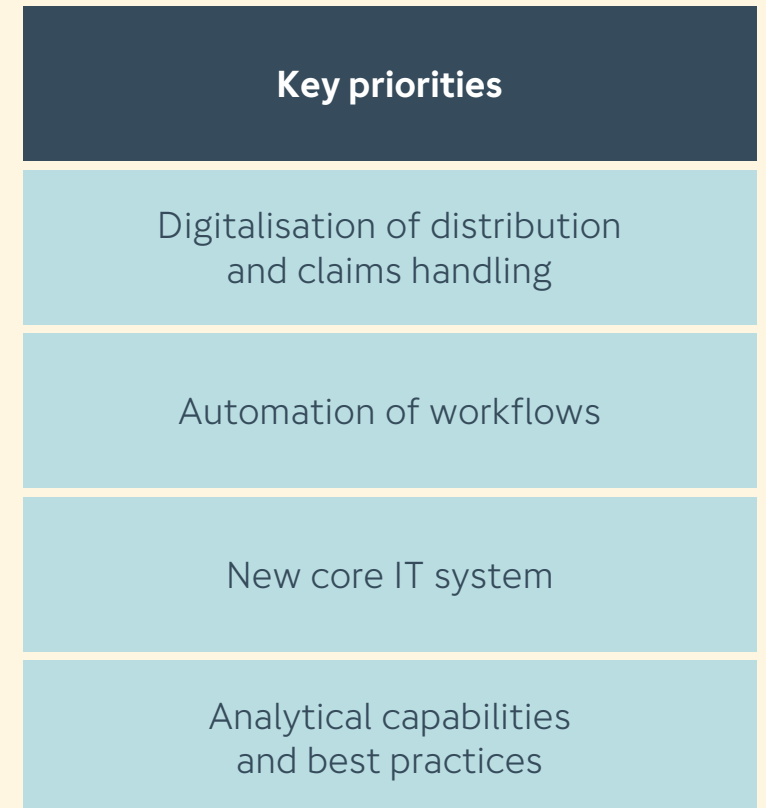 Key priorities
Digitalisation of distribution
and claims handling
Automation of workflows
New core IT system
Analytical capabilities
and best practices